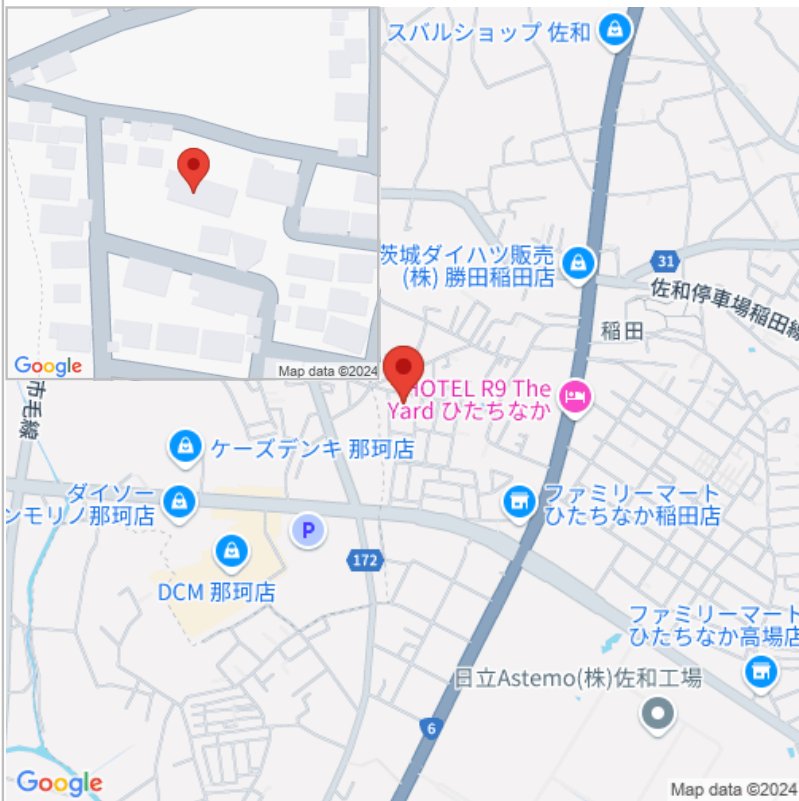 スバルショップ 佐和
茨城ダイハツ販売
(株) 勝田稲田店
31
佐和停車場稲田線
稲田
Google
Map data ©2024
市毛線
HOTEL R9 The
Yard ひたちなか
ケーズデンキ 那珂店
ダイソー
ンモリノ那珂店
P
ファミリーマート
ひたちなか稲田店
172
DCM 那珂店
ファミリーマート
ひたちなか高場店
日立Astemo(株)佐和工場
6
Google
Map data ©2024